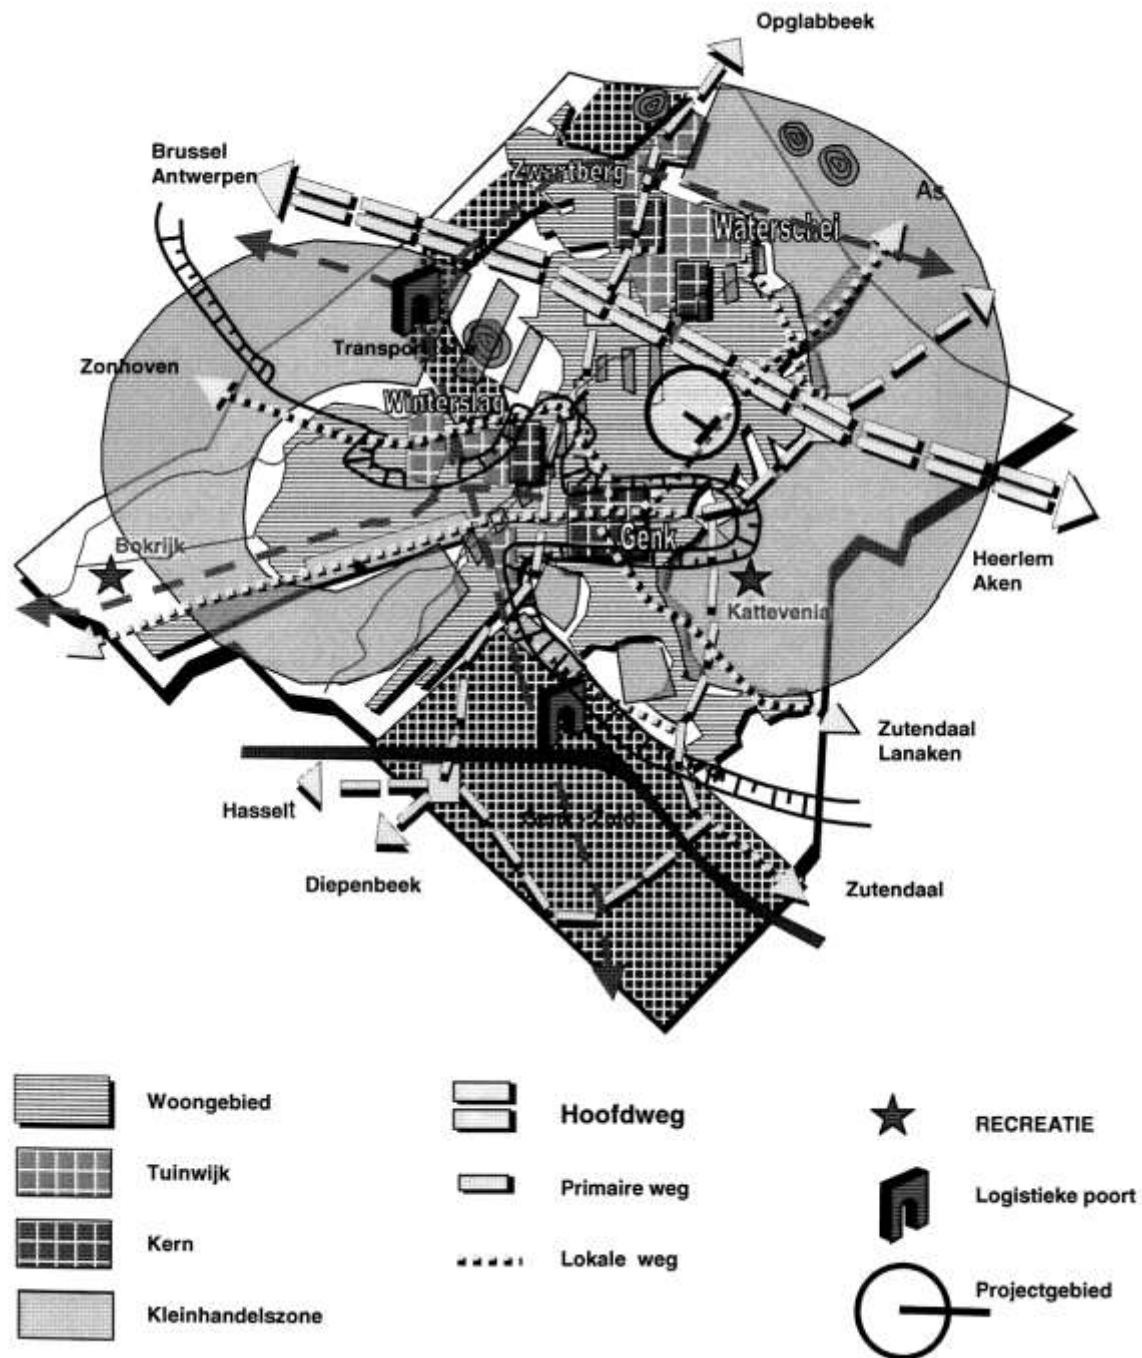 Opglabbeek
Brussel
Antwerpen
Zwartberg
As
Waterschei
Transport
Zonhoven
Winterslag
Genk
Bokrijk
Kattevenia
Heerlem
Aken
Zutendaal
Lanaken
Hasselt
Diepenbeek
Zutendaal
Woongebied
Tuinwijk
Kern
Kleinhandelszone
Hoofdweg
Primaire weg
Lokale weg
RECREATIE
Logistieke poort
Projectgebied